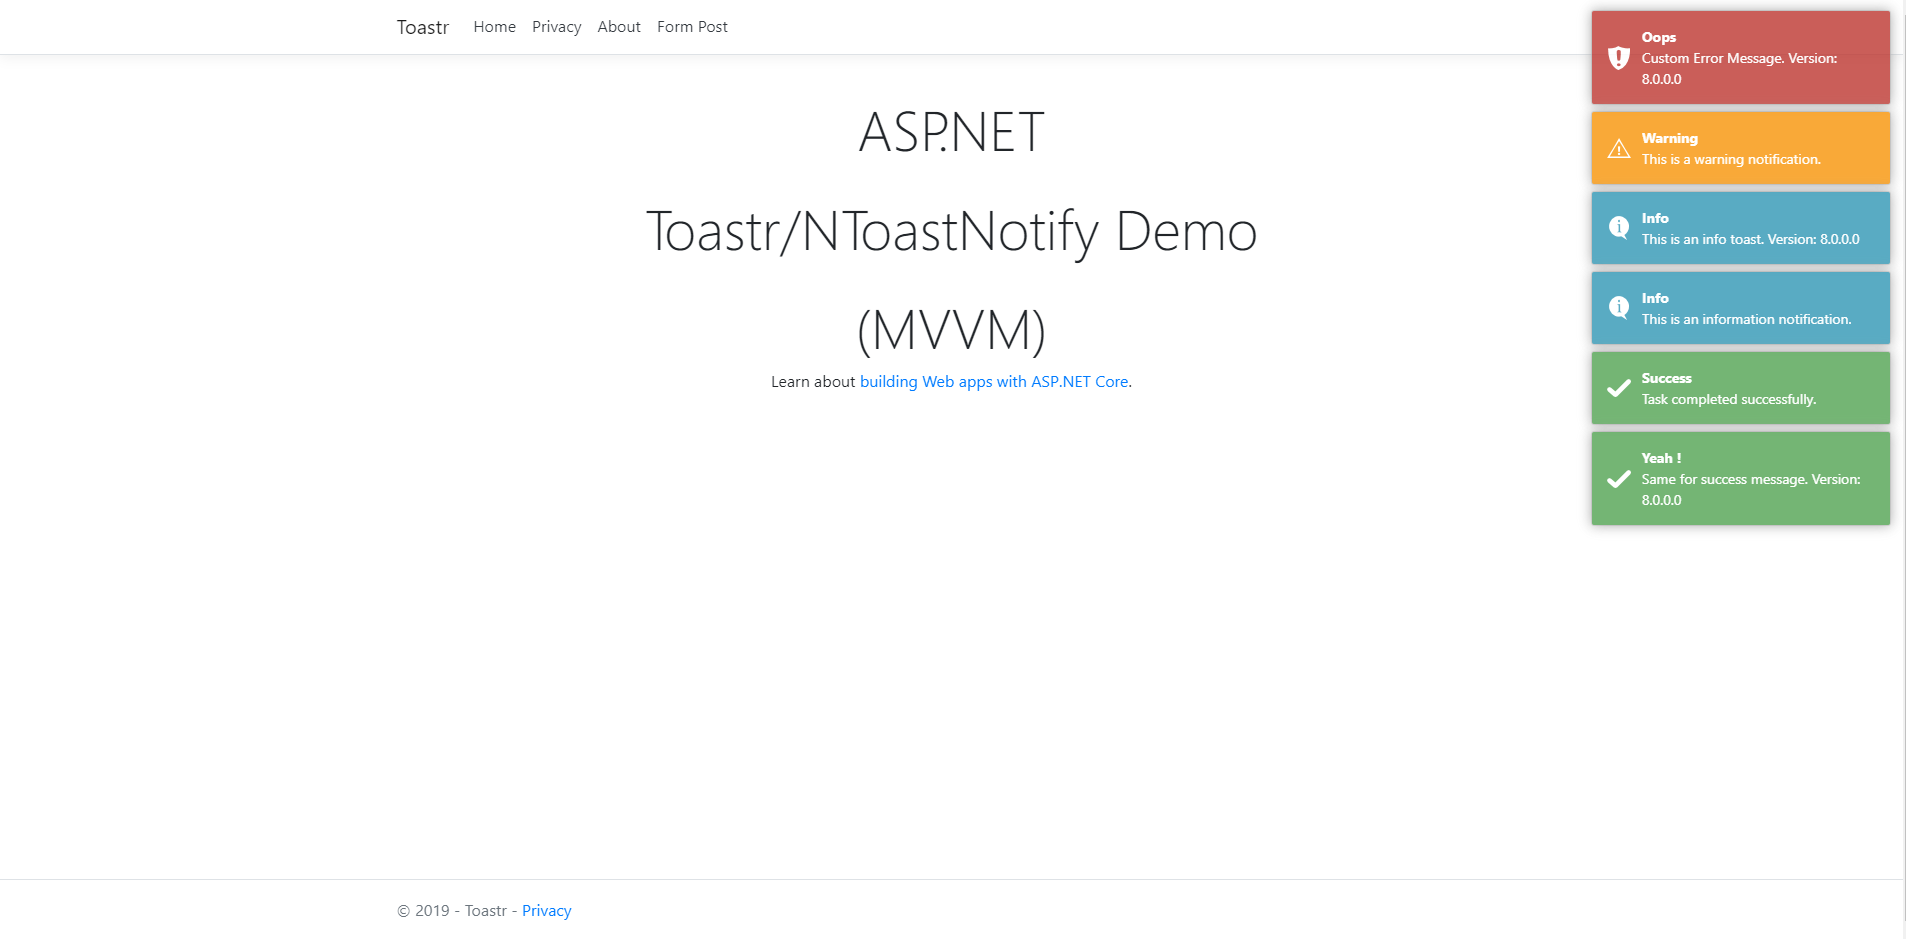 Toastr Home Privacy About Form Post
ASP.NET
Toastr/NToastNotify Demo
(MVVM)
Learn about building Web apps with ASP.NET Core.
Oops
Custom Error Message. Version:
8.0.0.0
Warning
This is a warning notification.
Info
This is an info toast. Version: 8.0.0.0
Info
This is an information notification.
Success
Task completed successfully.
Yeah !
Same for success message. Version:
8.0.0.0
© 2019 - Toastr - Privacy